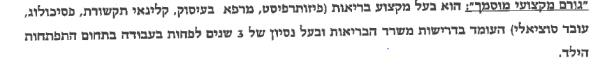 "גורם מקצועי מוסמך": הוא בעל מקצוע בריאות (פיזותרפיסט, מרפא בעיסוק, קלינאי תקשורת, פסיכולוג,
עובד סוציאלי) העומד בדרישות משרד הבריאות ובעל נסיון של 3 שנים לפחות בעבודה בתחום התפתחות
הילד.